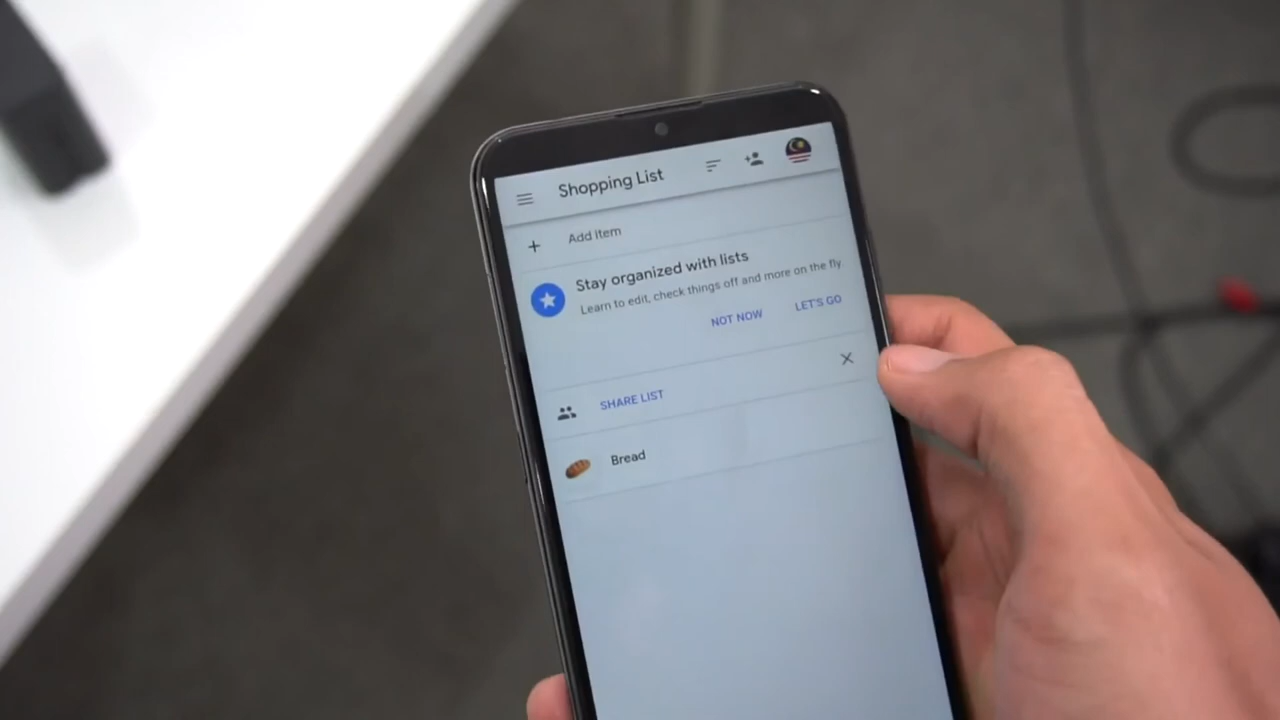 Shopping List
Add item
Stay organized with lists
Learn to edit, check things off and more on the fly.
NOT NOW
LET'S GO
SHARE LIST
Bread